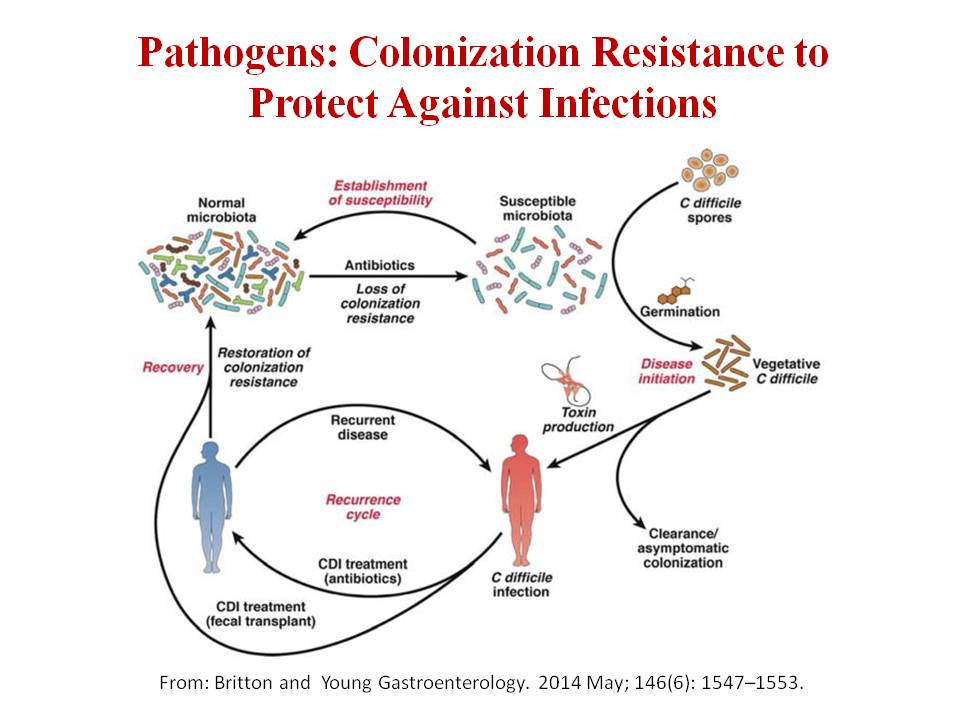 Pathogens: Colonization Resistance to
Protect Against Infections
Normal
microbiota
Establishment
of susceptibility
Susceptible
microbiota
C difficile
spores
Antibiotics
Loss of
colonization
resistance
Germination
Recovery
Restoration of
colonization
resistance
Disease
initiation
Vegetative
C difficile
Toxin
production
Recurrent
disease
Recurrence
cycle
Clearance/
asymptomatic
colonization
CDI treatment
(antibiotics)
C difficile
infection
CDI treatment
(fecal transplant)
From: Britton and Young Gastroenterology. 2014 May; 146(6): 1547–1553.